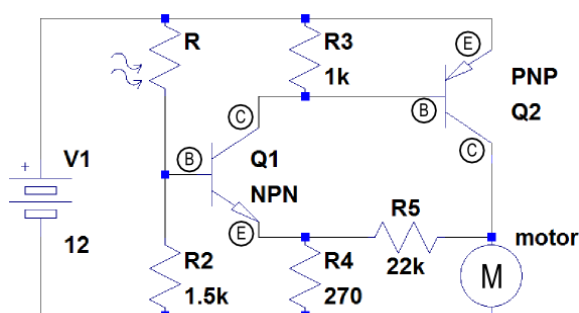 R
R3
1k
E
PNP
Q2
C
B
C
V1
+
12
B
Q1
NPN
E
R5
22k
motor
M
R2
1.5k
R4
270